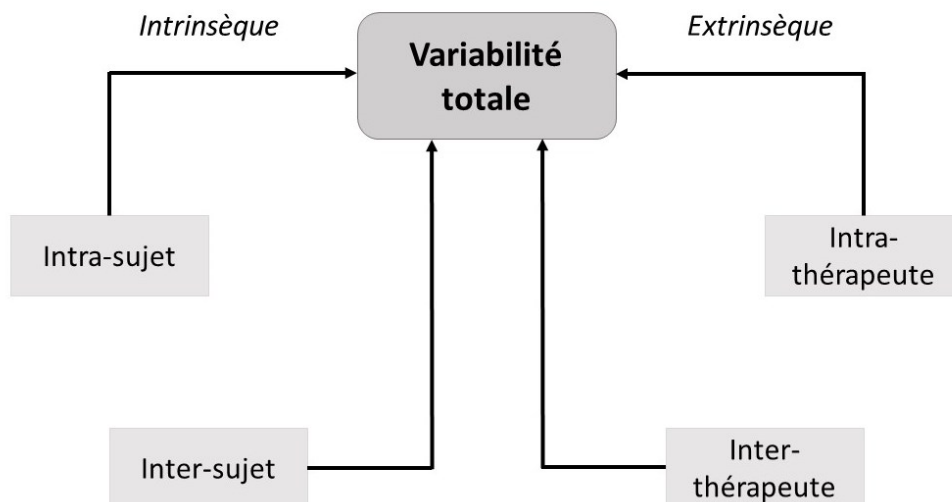 Intrinsèque
Extrinsèque
Variabilité
totale
Intra-sujet
Intra-
thérapeute
Inter-sujet
Inter-
thérapeute